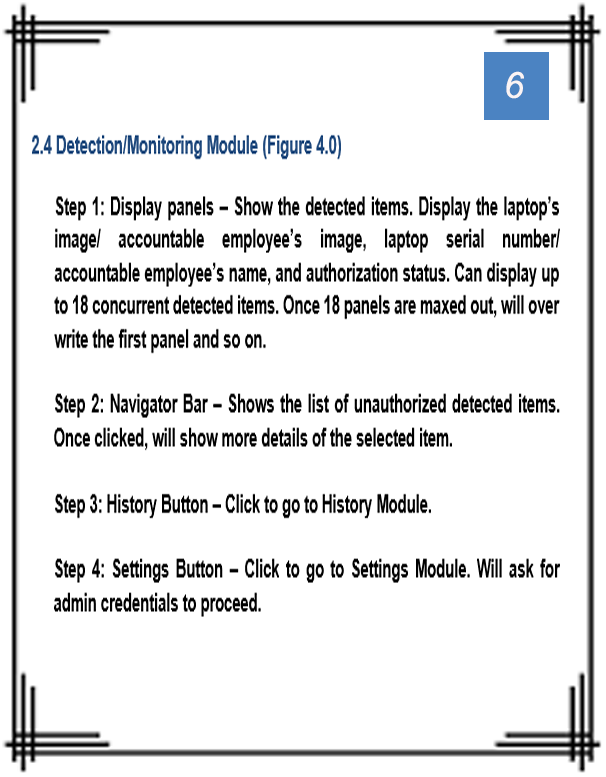 6
2.4 Detection/Monitoring Module (Figure 4.0)
Step 1: Display panels – Show the detected items. Display the laptop's
image/ accountable employee's image, laptop serial number/
accountable employee's name, and authorization status. Can display up
to 18 concurrent detected items. Once 18 panels are maxed out, will over
write the first panel and so on.
Step 2: Navigator Bar – Shows the list of unauthorized detected items.
Once clicked, will show more details of the selected item.
Step 3: History Button – Click to go to History Module.
Step 4: Settings Button – Click to go to Settings Module. Will ask for
admin credentials to proceed.